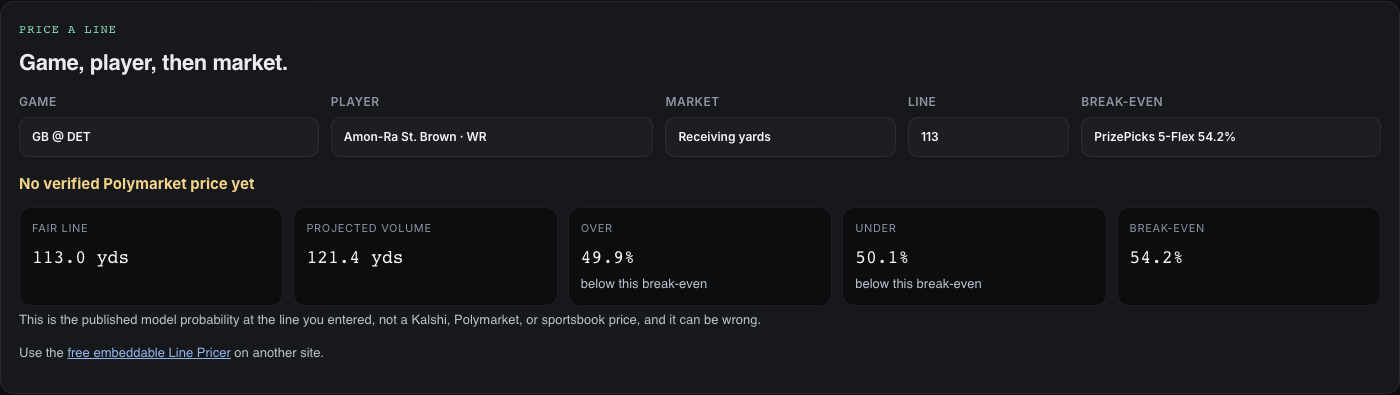 PRICE A LINE
Game, player, then market.
GAME PLAYER MARKET LINE BREAK-EVEN
GB @ DET Amon-Ra St. Brown · WR Receiving yards 113 PrizePicks 5-Flex 54.2%
No verified Polymarket price yet
FAIR LINE PROJECTED VOLUME OVER UNDER BREAK-EVEN
113.0 yds 121.4 yds 49.9% 50.1% 54.2%
below this break-even below this break-even
This is the published model probability at the line you entered, not a Kalshi, Polymarket, or sportsbook price, and it can be wrong.
Use the free embeddable Line Pricer on another site.